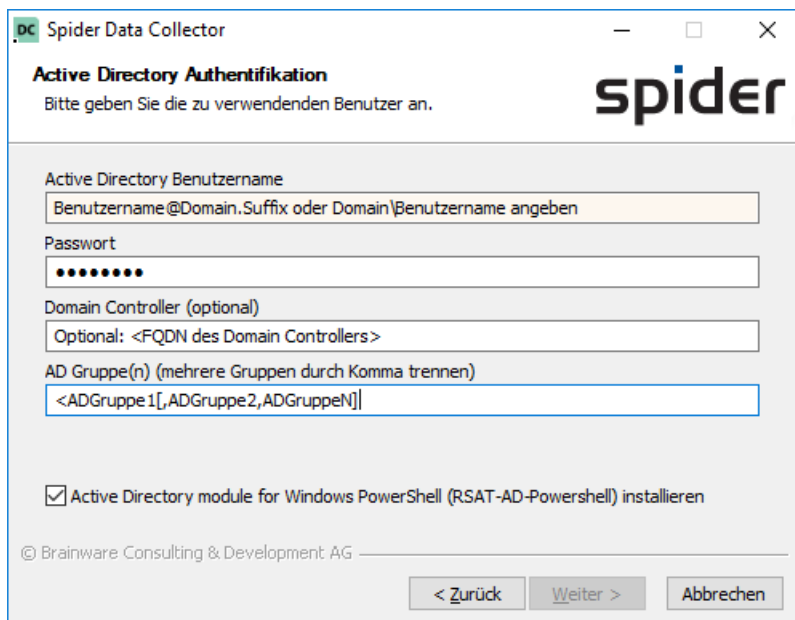 DC Spider Data Collector
Active Directory Authentifikation
Bitte geben Sie die zu verwendenden Benutzer an.
spider
Active Directory Benutzername
Benutzername@Domain.Suffix oder Domain\Benutzername angeben
Passwort
••••••••
Domain Controller (optional)
Optional: <FQDN des Domain Controllers>
AD Gruppe(n) (mehrere Gruppen durch Komma trennen)
<ADGruppe1[,ADGruppe2,ADGruppeN]
Active Directory module for Windows PowerShell (RSAT-AD-Powershell) installieren
© Brainware Consulting & Development AG
< Zurück Weiter > Abbrechen